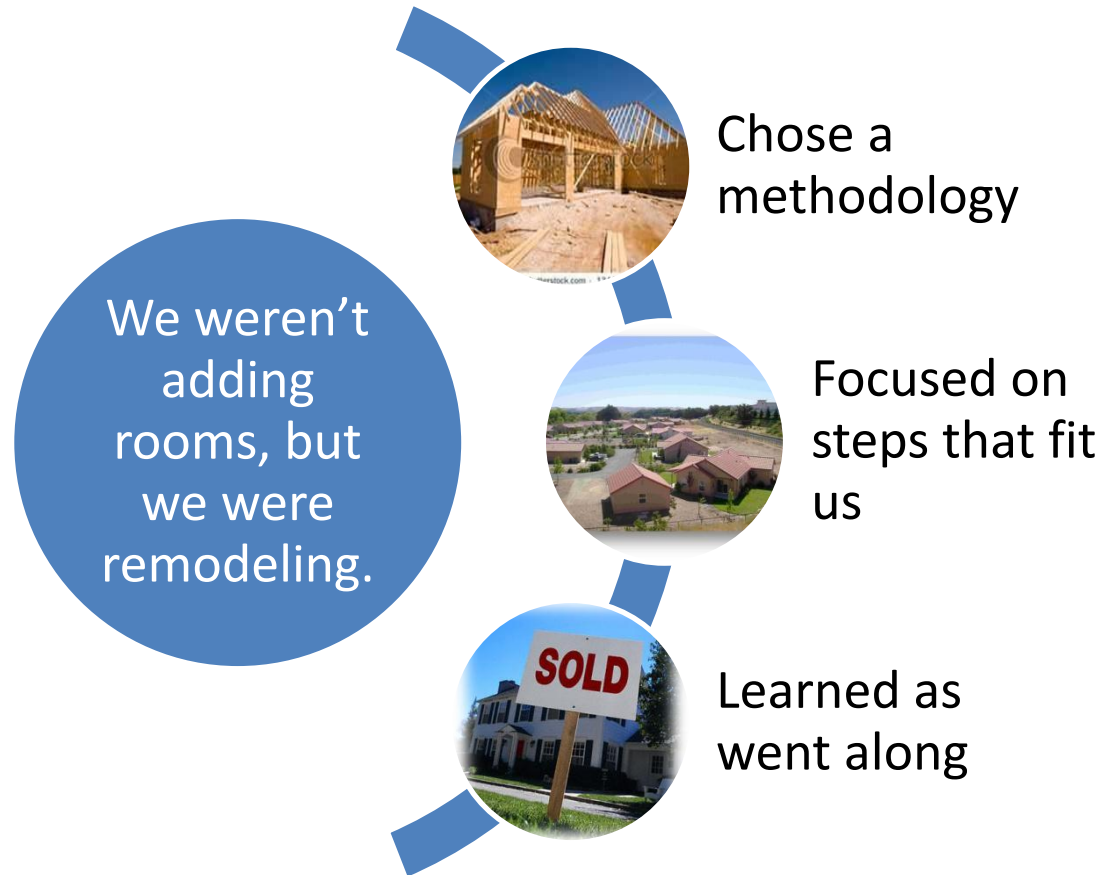 We weren’t
adding
rooms, but
we were
remodeling.
Chose a
methodology
shutterstock
Focused on
steps that fit
us
SOLD
Learned as
went along